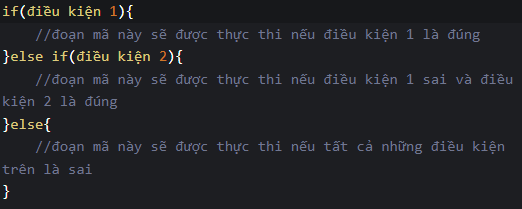 if(điều kiện 1){
//đoạn mã này sẽ được thực thi nếu điều kiện 1 là đúng
}else if(điều kiện 2){
//đoạn mã này sẽ được thực thi nếu điều kiện 1 sai và điều
kiện 2 là đúng
}else{
//đoạn mã này sẽ được thực thi nếu tất cả những điều kiện
trên là sai
}